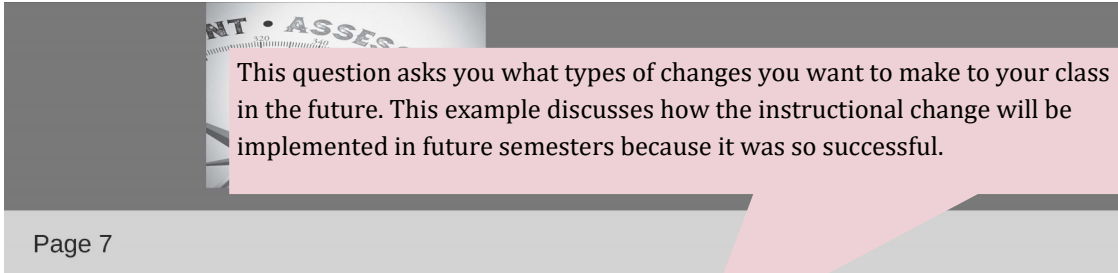 NT • ASSES
320 340
This question asks you what types of changes you want to make to your class
in the future. This example discusses how the instructional change will be
implemented in future semesters because it was so successful.
Page 7